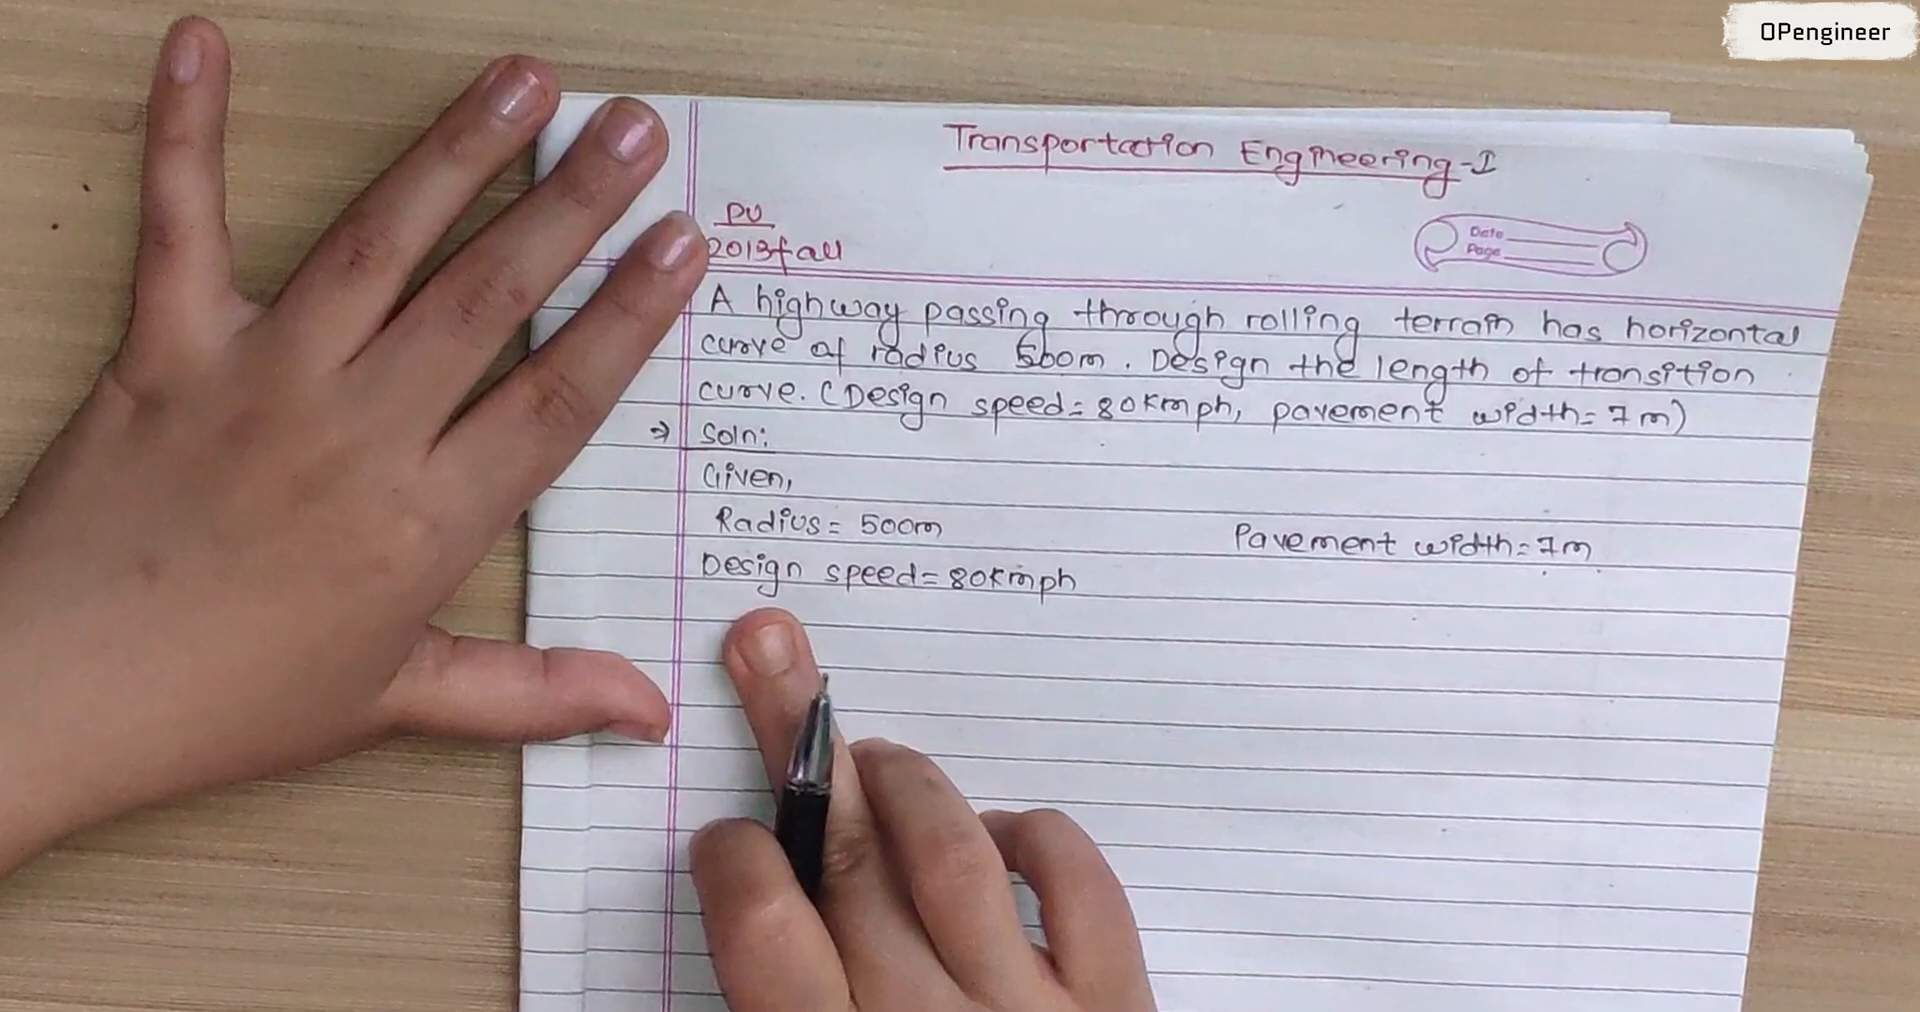 OPengineer
Transportation Engineering-I
PU
2013fall
Date
Page
A highway passing through rolling terrain has horizontal
curve of radius 500m. Design the length of transition
curve. (Design speed=80kmph, pavement width=7m)
⇒ Soln:
Given,
Radius= 500m Pavement width=7m
Design speed=80kmph